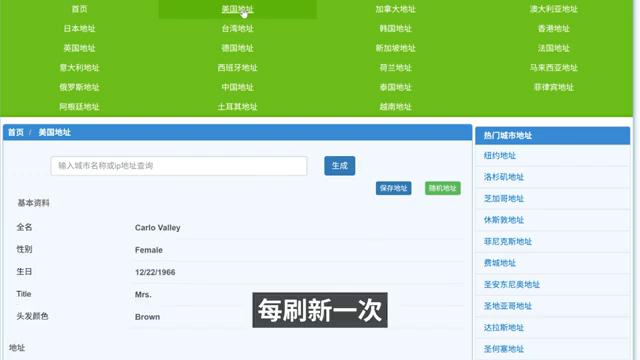 首页 美国地址 加拿大地址 澳大利亚地址
日本地址 台湾地址 韩国地址 香港地址
英国地址 德国地址 新加坡地址 法国地址
意大利地址 西班牙地址 荷兰地址 马来西亚地址
俄罗斯地址 中国地址 泰国地址 菲律宾地址
阿根廷地址 土耳其地址 越南地址
首页 / 美国地址
输入城市名称或ip地址查询 生成
保存地址 随机地址
基本资料
全名 Carlo Valley
性别 Female
生日 12/22/1966
Title Mrs.
头发颜色 Brown
地址
热门城市地址
纽约地址
洛杉矶地址
芝加哥地址
休斯敦地址
菲尼克斯地址
费城地址
圣安东尼奥地址
圣地亚哥地址
达拉斯地址
圣何塞地址
每刷新一次